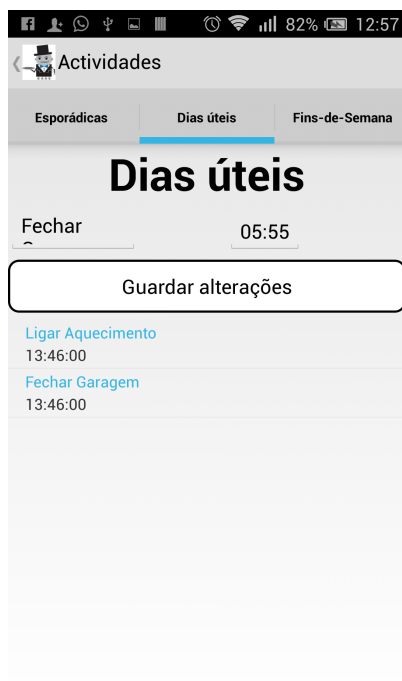 82% 12:57
Actividades
Esporádicas Dias úteis Fins-de-Semana
Dias úteis
Fechar 05:55
Guardar alterações
Ligar Aquecimento
13:46:00
Fechar Garagem
13:46:00